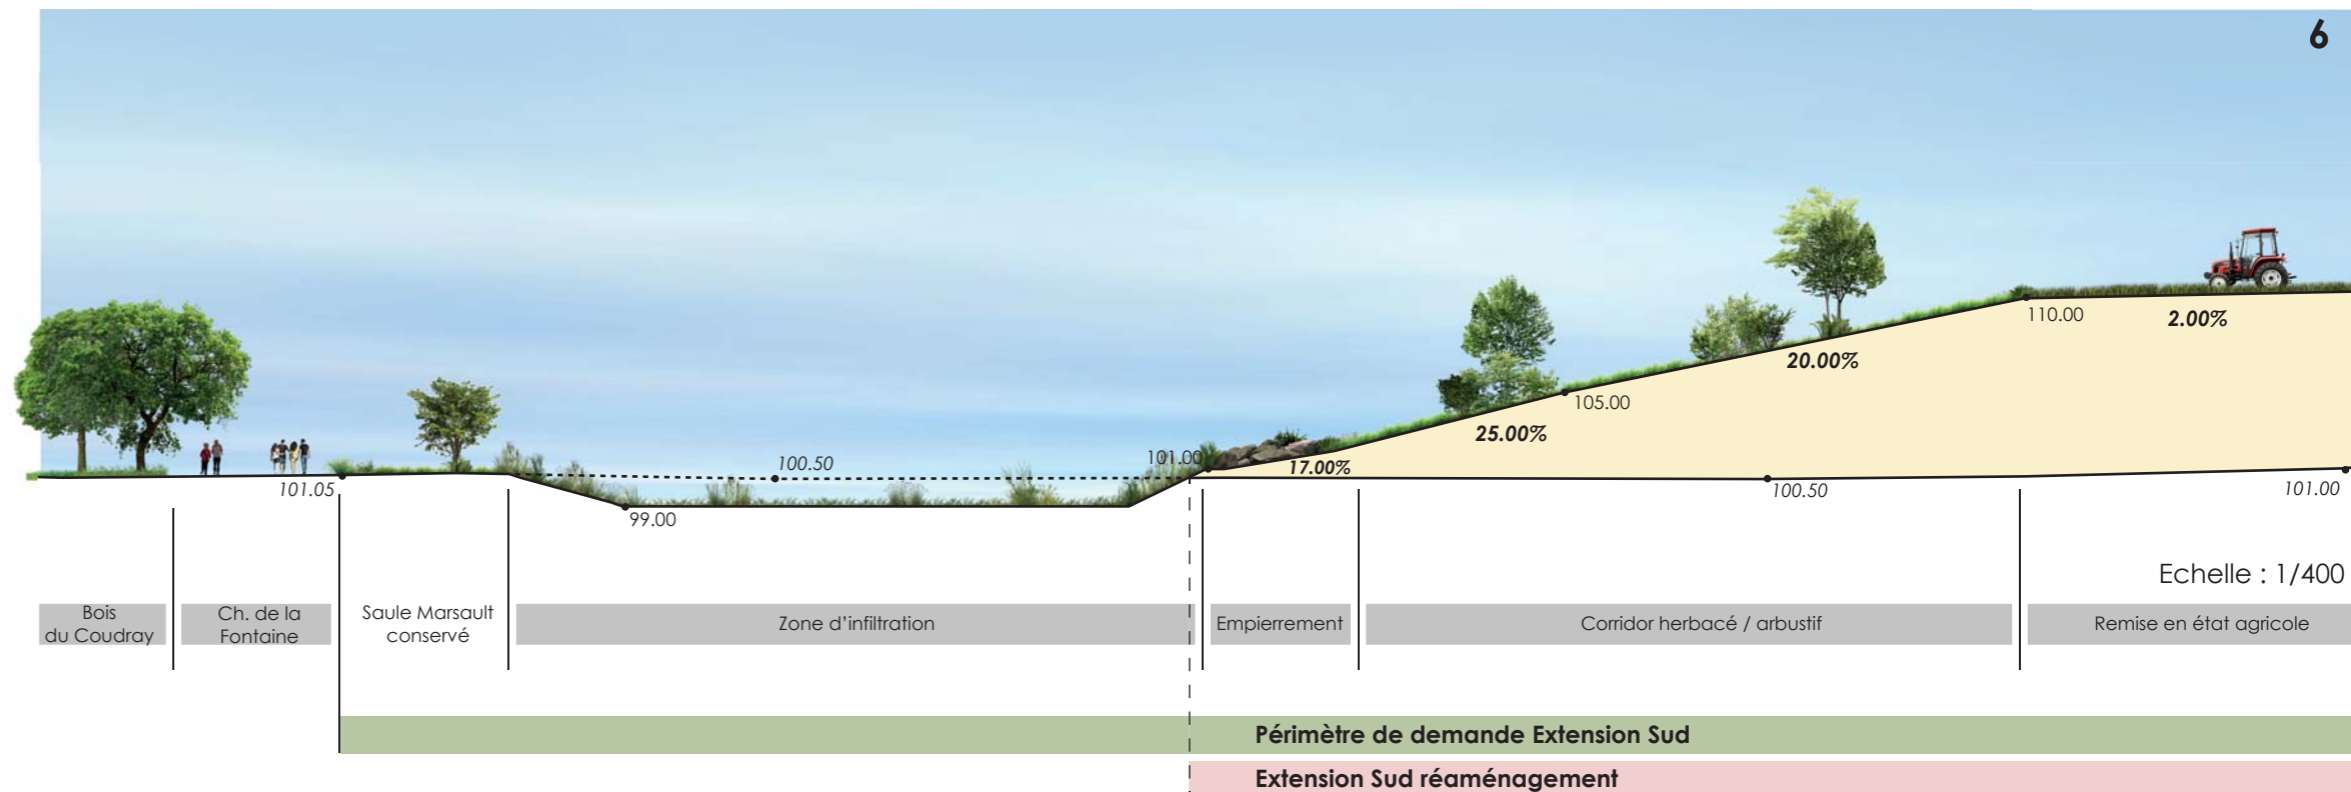 6
110.00
2.00%
20.00%
105.00
25.00%
101.00
17.00%
100.50
101.05
99.00
100.50
101.00
Echelle : 1/400
Bois
du Coudray
Ch. de la
Fontaine
Saule Marsault
conservé
Zone d'infiltration
Empierrement
Corridor herbacé / arbustif
Remise en état agricole
Périmètre de demande Extension Sud
Extension Sud réaménagement